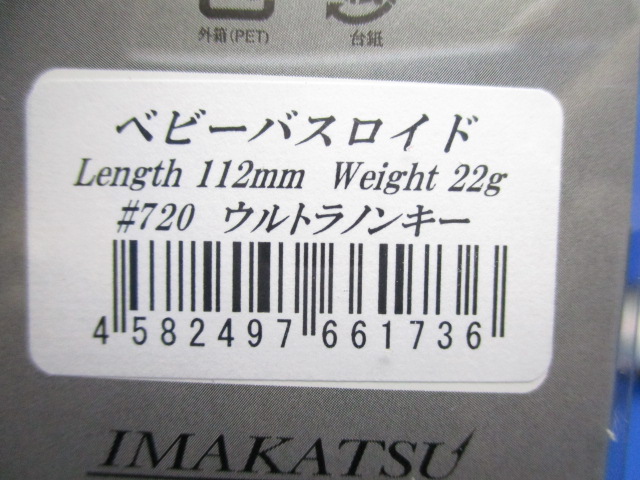 外箱(PET) 台紙
ベビーバスロイド
Length 112mm Weight 22g
#720 ウルトラノンキー
4 582497 661736
IMAKATSU